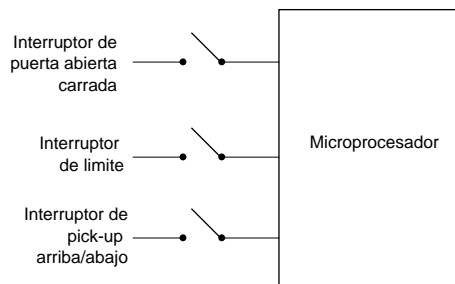 Interruptor de
puerta abierta
carrada
Interruptor
de limite
Microprocesador
Interruptor de
pick-up
arriba/abajo